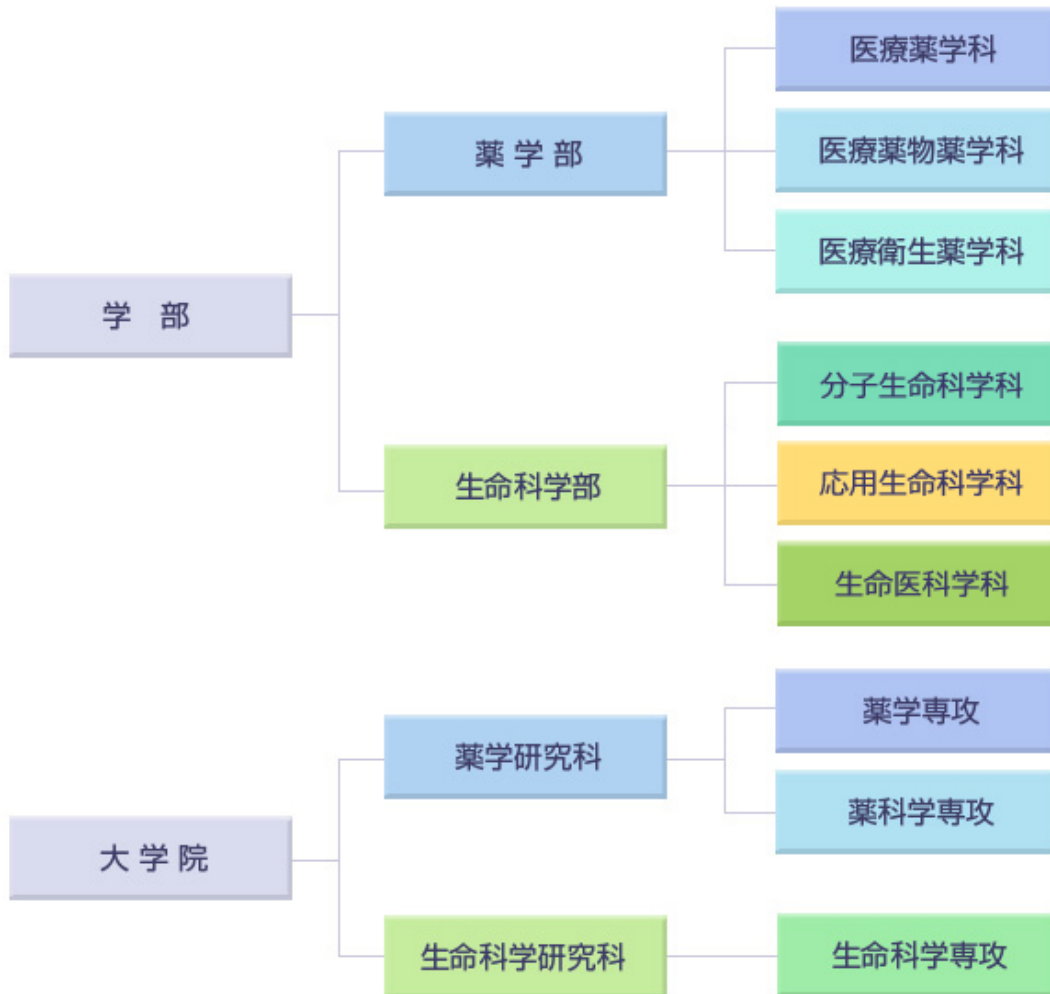 学 部
薬 学 部
医療薬学科
医療薬物薬学科
医療衛生薬学科
生命科学部
分子生命科学科
応用生命科学科
生命医科学科
大 学 院
薬学研究科
薬学専攻
薬科学専攻
生命科学研究科
生命科学専攻